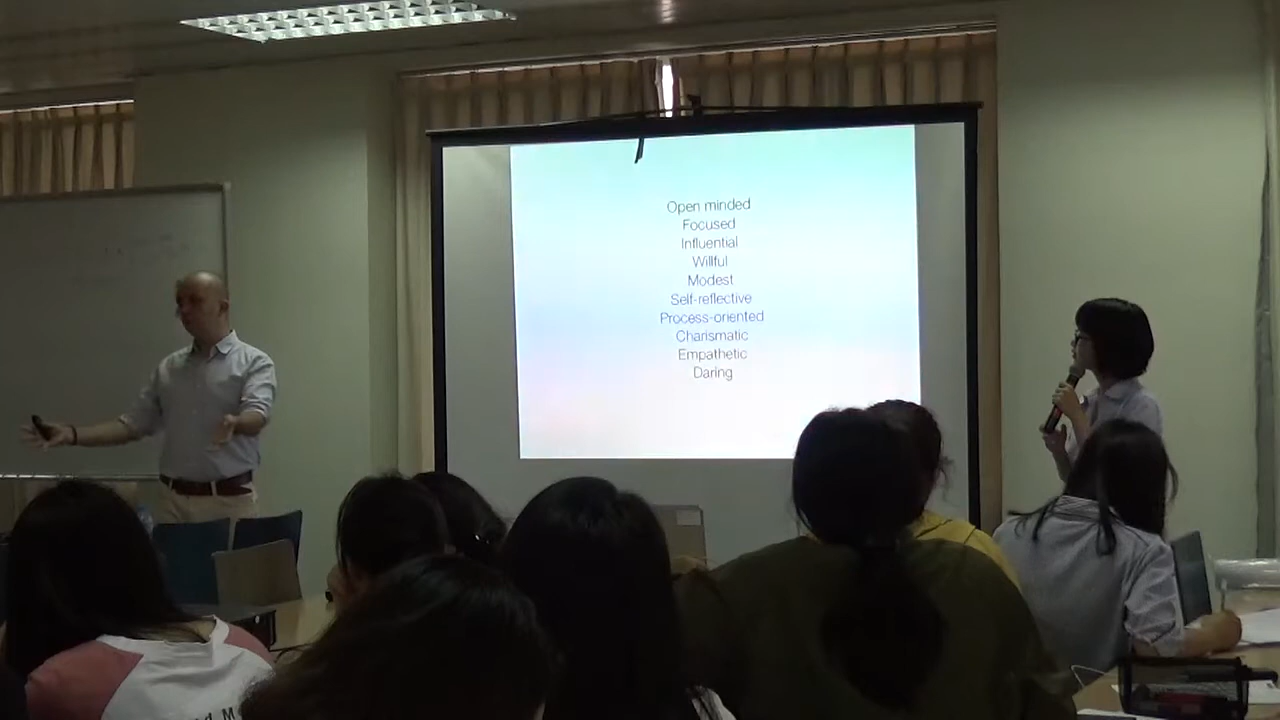 Open minded
Focused
Influential
Willful
Modest
Self-reflective
Process-oriented
Charismatic
Empathetic
Daring